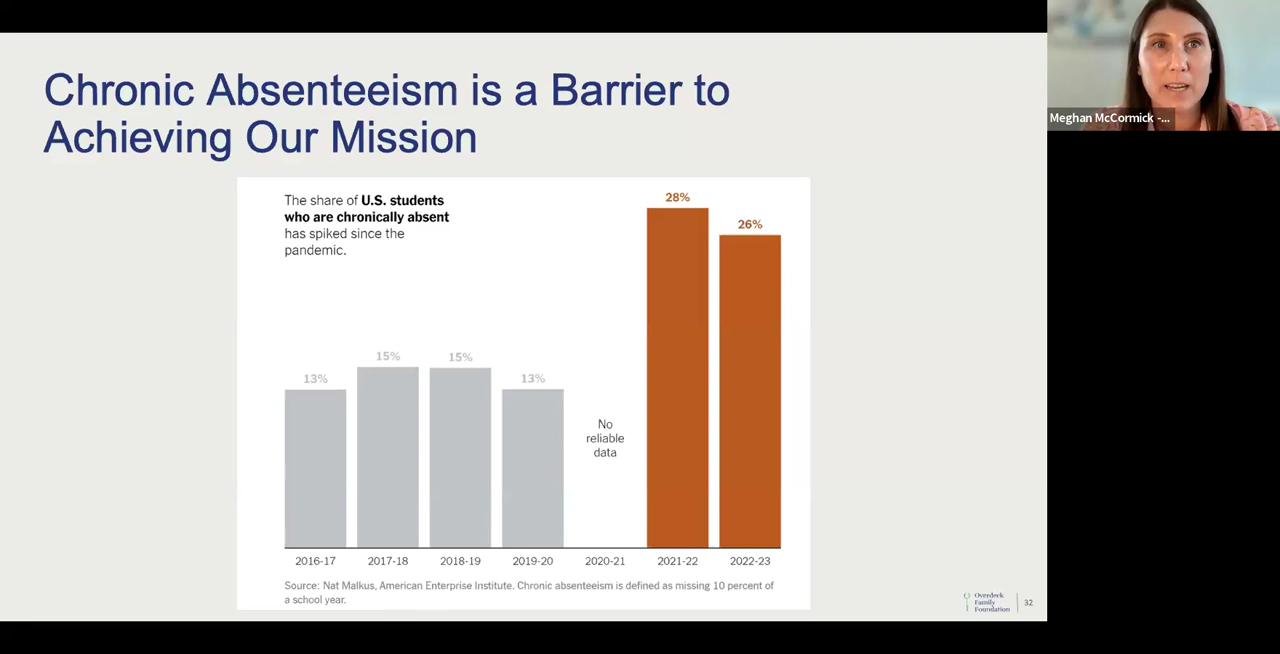 Chronic Absenteeism is a Barrier to
Achieving Our Mission
The share of U.S. students
who are chronically absent
has spiked since the
pandemic.
28%
26%
15%
15%
13%
13%
No
reliable
data
2016-17
2017-18
2018-19
2019-20
2020-21
2021-22
2022-23
Source: Nat Malkus, American Enterprise Institute. Chronic absenteeism is defined as missing 10 percent of
a school year.
Overdeck
Family
Foundation
32
Meghan McCormick -...